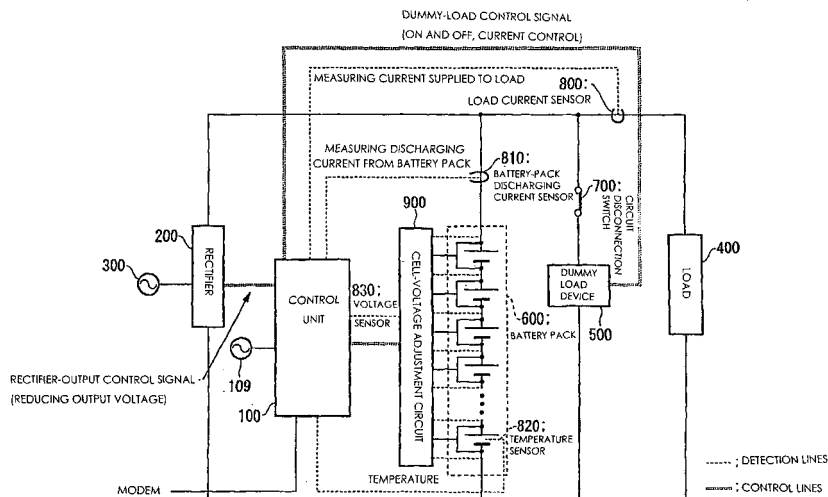 DUMMY-LOAD CONTROL SIGNAL
(ON AND OFF, CURRENT CONTROL)
MEASURING CURRENT SUPPLIED TO LOAD
800:
LOAD CURRENT SENSOR
MEASURING DISCHARGING
CURRENT FROM BATTERY PACK
810:
BATTERY-PACK
DISCHARGING
CURRENT SENSOR
700:
CIRCUIT
DISCONNECTION
SWITCH
200
RECTIFIER
300
900
CELL-VOLTAGE ADJUSTMENT CIRCUIT
400
LOAD
CONTROL
UNIT
830:
VOLTAGE
SENSOR
DUMMY
LOAD
DEVICE
500
600:
BATTERY PACK
109
100
RECTIFIER-OUTPUT CONTROL SIGNAL
(REDUCING OUTPUT VOLTAGE)
820:
TEMPERATURE
SENSOR
TEMPERATURE
MODEM
; DETECTION LINES
; CONTROL LINES